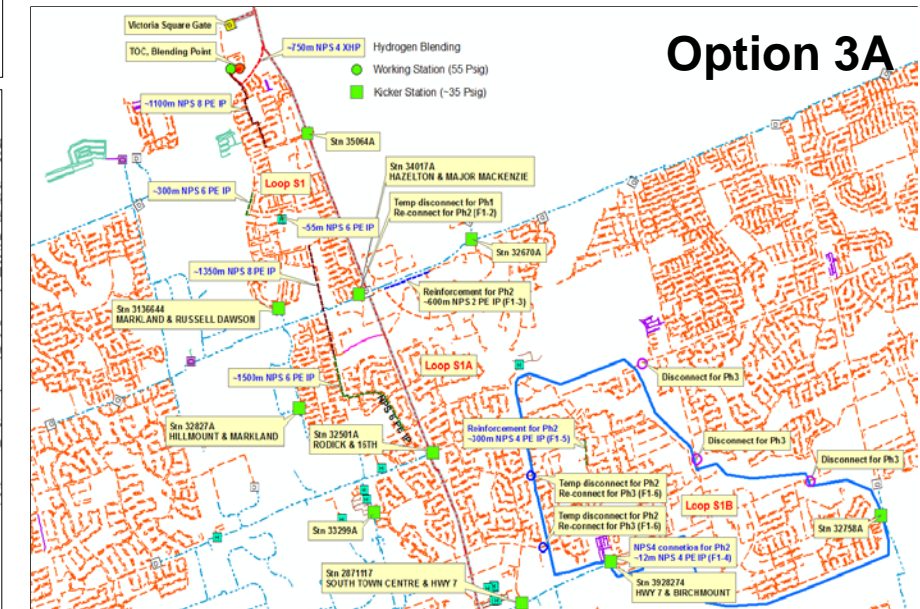 Option 3A
Victoria Square Gate
TOC, Blending Point
~750m NPS 4 XHP
Hydrogen Blending
Working Station (55 Psig)
Kicker Station (~35 Psig)
~1100m NPS 8 PE IP
Stn 35064A
Stn 34017A
HAZELTON & MAJOR MACKENZIE
~300m NPS 6 PE IP
Loop S1
Temp disconnect for Ph1
Re-connect for Ph2 (F1-2)
~55m NPS 6 PE IP
Stn 32670A
~1350m NPS 8 PE IP
Reinforcement for Ph2
~600m NPS 2 PE IP (F1-3)
Stn 3136644
MARKLAND & RUSSELL DAWSON
Loop S1A
~1500m NPS 6 PE IP
NPS 6 PE IP
Disconnect for Ph3
Stn 32827A
HILLMOUNT & MARKLAND
Stn 32501A
RODICK & 16TH
Reinforcement for Ph2
~300m NPS 4 PE IP (F1-5)
Disconnect for Ph3
Disconnect for Ph3
Temp disconnect for Ph2
Re-connect for Ph3 (F1-6)
Temp disconnect for Ph2
Re-connect for Ph3 (F1-6)
Loop S1B
Stn 33299A
Stn 32758A
NPS4 connetion for Ph2
~12m NPS 4 PE IP (F1-4)
Stn 2871117
SOUTH TOWN CENTRE & HWY 7
Stn 3928274
HWY 7 & BIRCHMOUNT